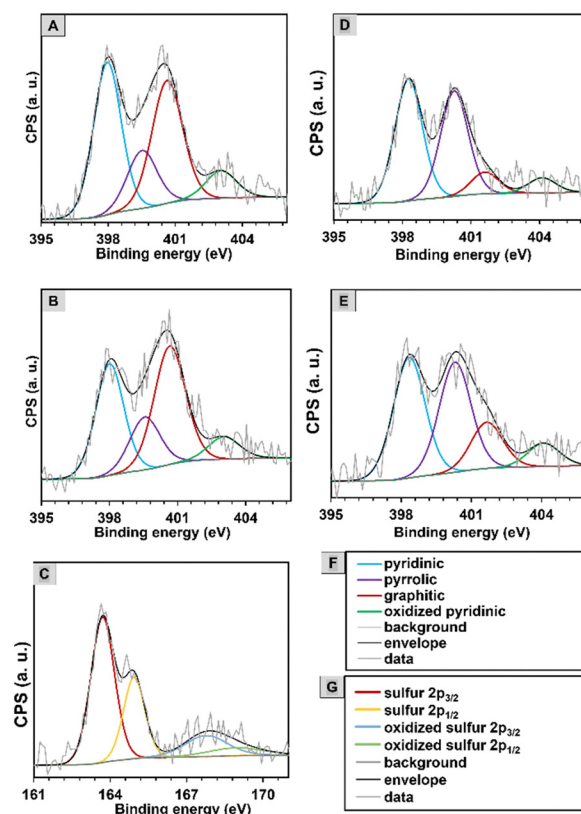 A
CPS (a. u.)
395 398 401 404
Binding energy (eV)
D
CPS (a. u.)
395 398 401 404
Binding energy (eV)
B
CPS (a. u.)
395 398 401 404
Binding energy (eV)
E
CPS (a. u.)
395 398 401 404
Binding energy (eV)
C
CPS (a. u.)
161 164 167 170
Binding energy (eV)
F
pyridinic
pyrrolic
graphitic
oxidized pyridinic
background
envelope
data
G
sulfur 2p3/2
sulfur 2p1/2
oxidized sulfur 2p3/2
oxidized sulfur 2p1/2
background
envelope
data